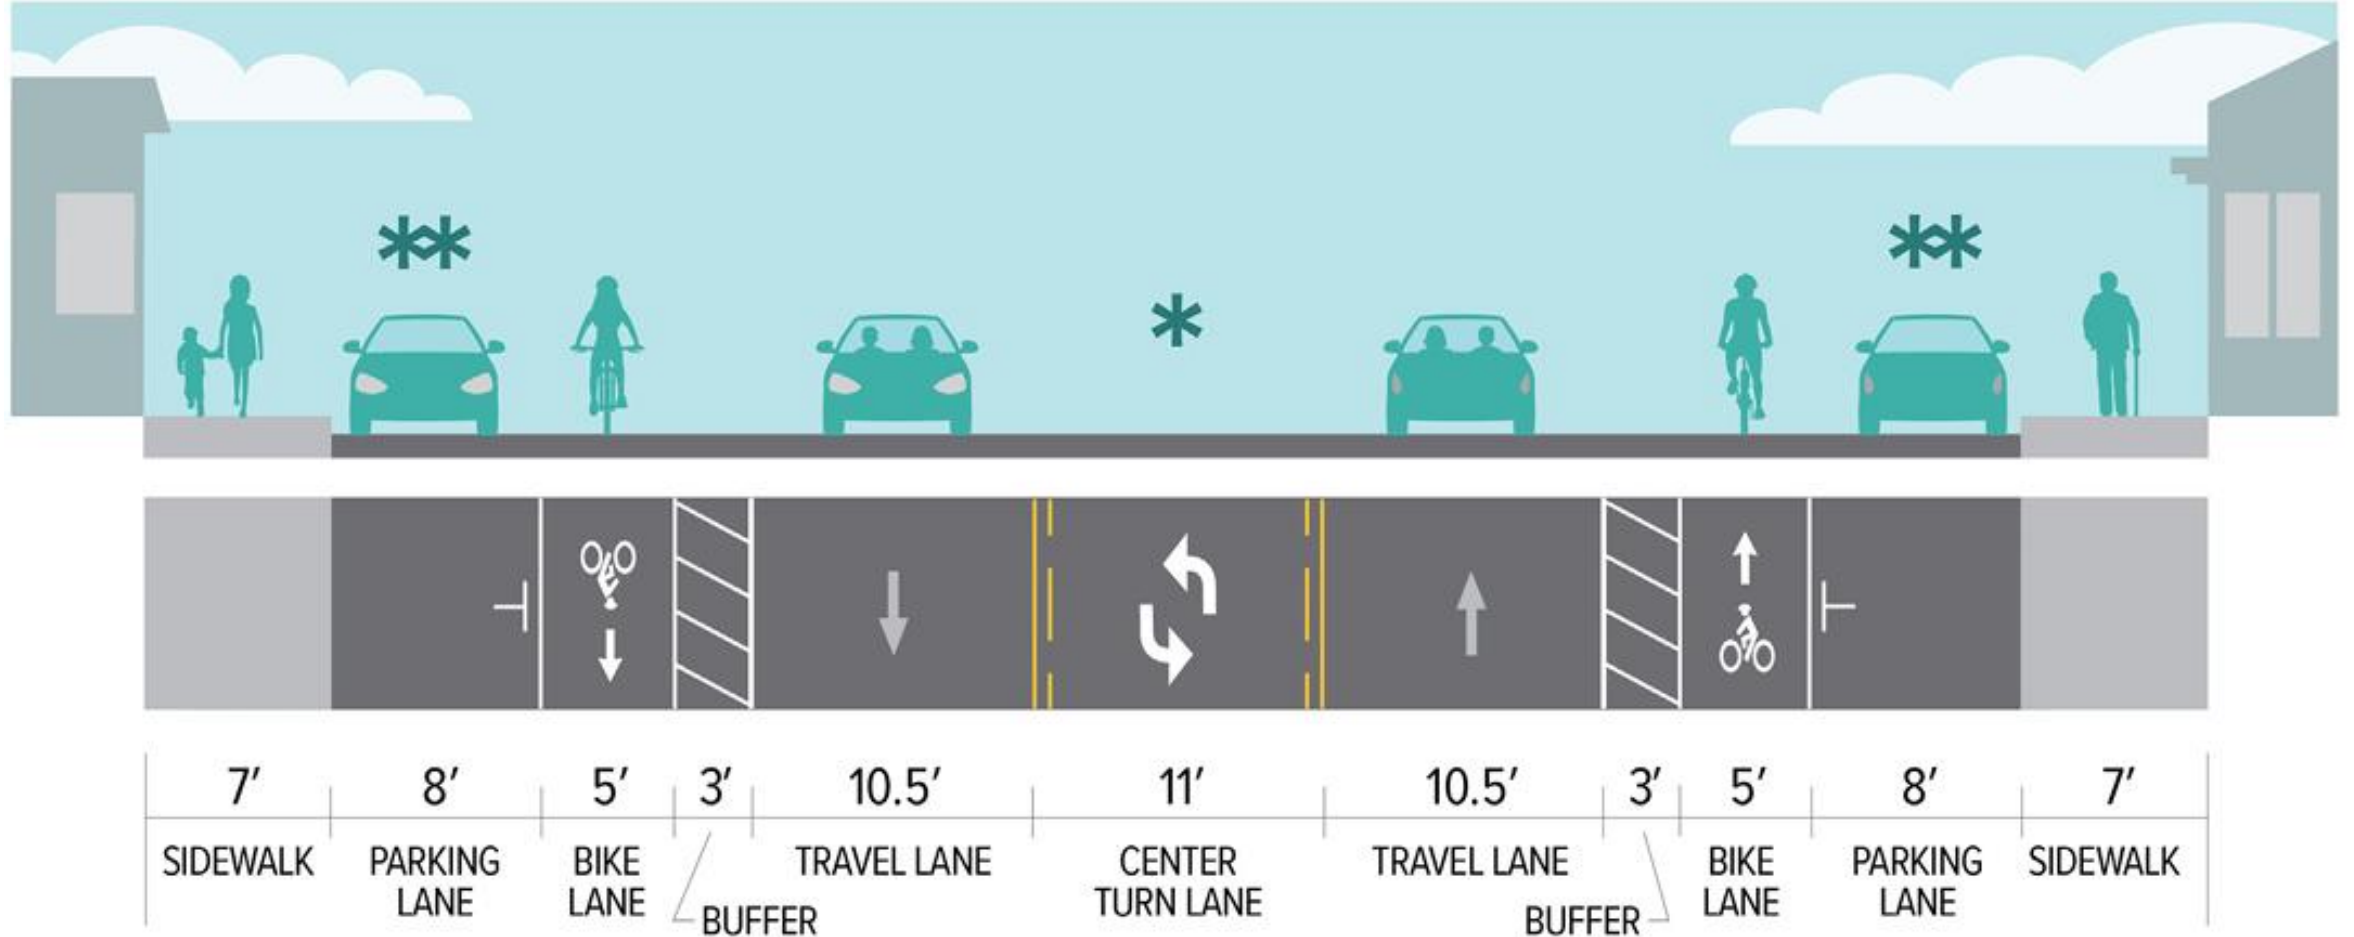 **
*
**
7′ 8′ 5′ 3′ 10.5′ 11′ 10.5′ 3′ 5′ 8′ 7′
SIDEWALK PARKING BIKE TRAVEL LANE CENTER TRAVEL LANE BIKE PARKING SIDEWALK
LANE LANE TURN LANE LANE LANE
BUFFER BUFFER